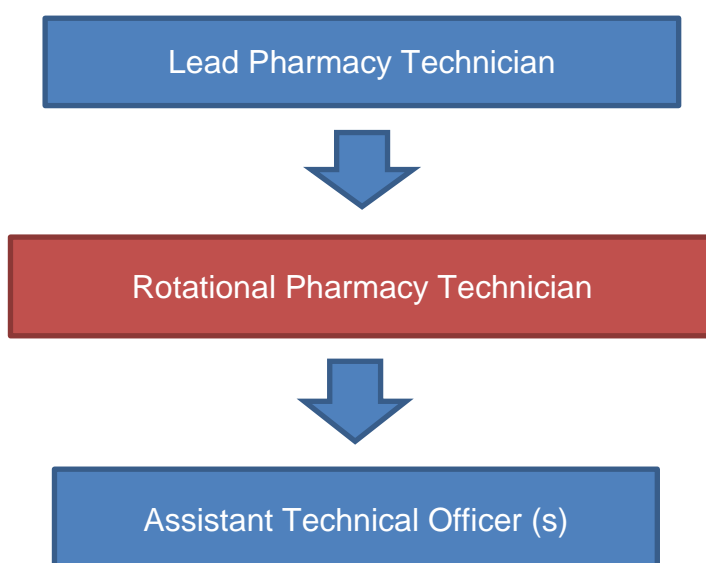 Lead Pharmacy Technician
Rotational Pharmacy Technician
Assistant Technical Officer (s)